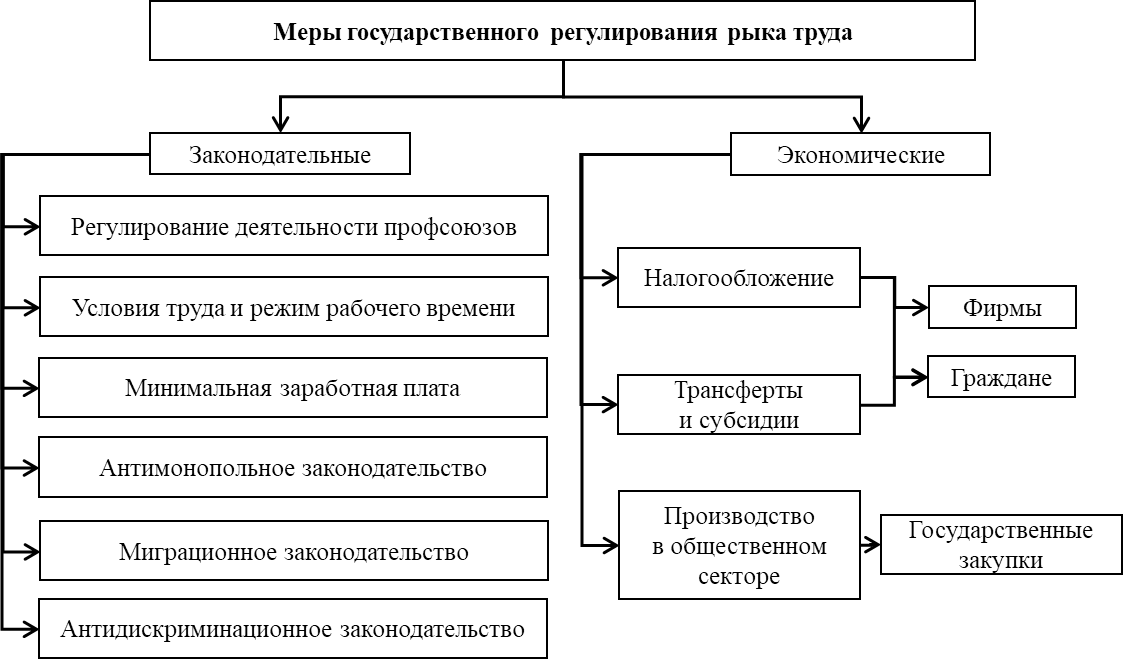 Меры государственного регулирования рыка труда
Законодательные
Регулирование деятельности профсоюзов
Условия труда и режим рабочего времени
Минимальная заработная плата
Антимонопольное законодательство
Миграционное законодательство
Антидискриминационное законодательство
Экономические
Налогообложение
Фирмы
Граждане
Трансферты
и субсидии
Производство
в общественном
секторе
Государственные
закупки